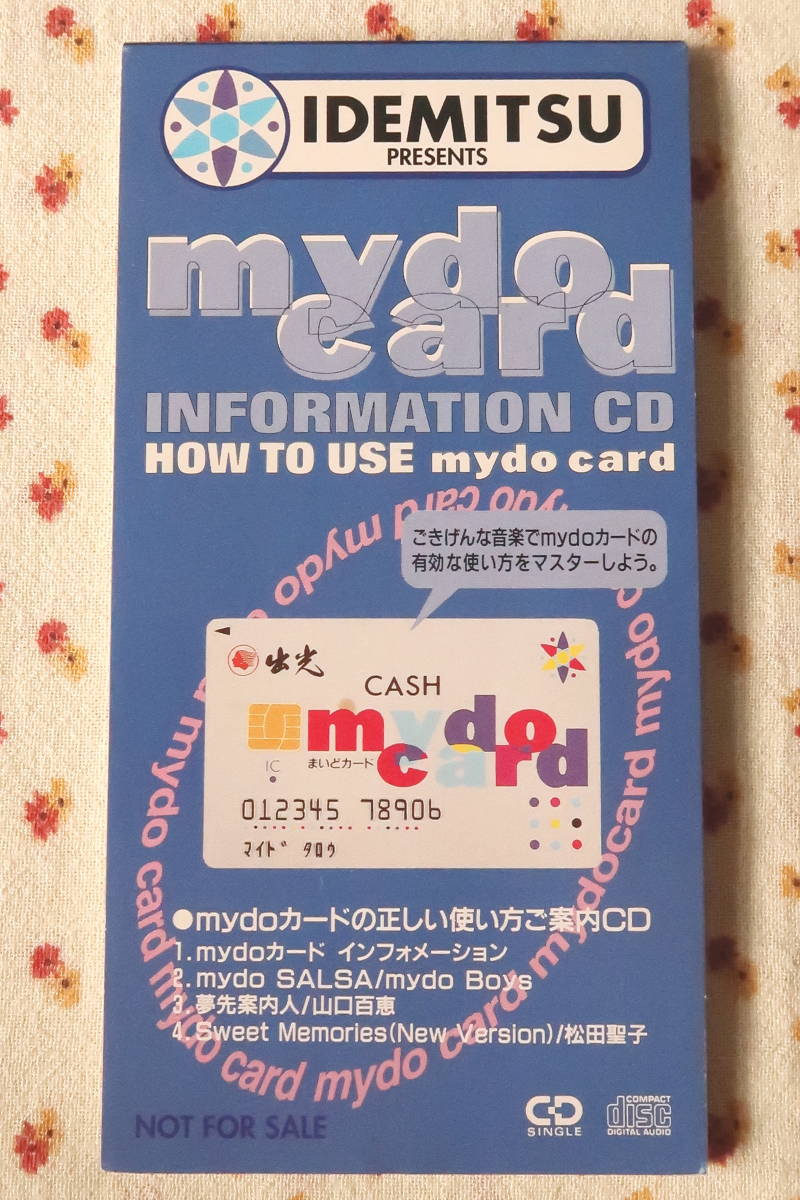 IDEMITSU
PRESENTS
mydo
card
INFORMATION CD
HOW TO USE mydo card
ごきげんな音楽でmydoカードの
有効な使い方をマスターしよう。
出光
CASH
mydo
card
まいどカード
IC
012345 78906
マイド゛ タロウ
mydo card mydo card mydo card mydo card mydocard mydo
●mydoカードの正しい使い方ご案内CD
1.mydoカード インフォメーション
2.mydo SALSA/mydo Boys
3.夢先案内人/山口百恵
4.Sweet Memories(New Version)/松田聖子
NOT FOR SALE
CD
SINGLE
COMPACT
disc
DIGITAL AUDIO